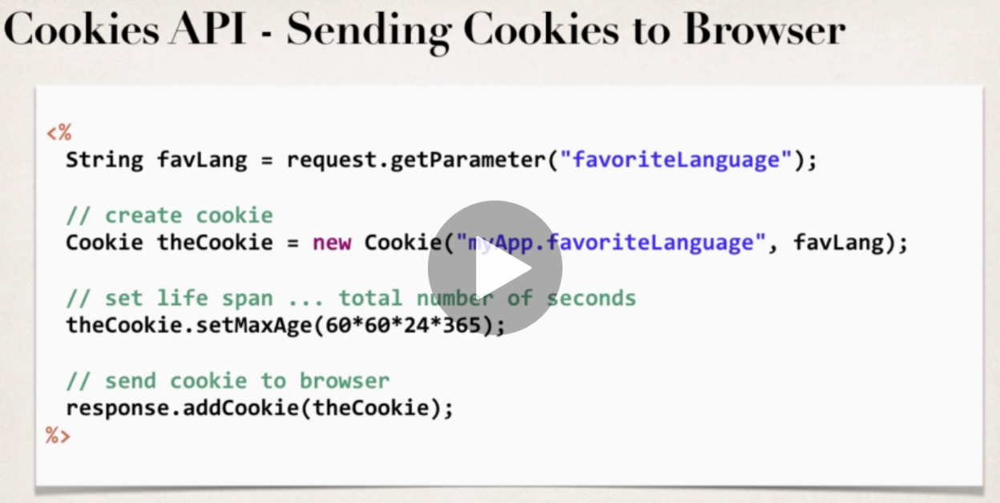 Cookies API - Sending Cookies to Browser
<%
String favLang = request.getParameter("favoriteLanguage");
// create cookie
Cookie theCookie = new Cookie("myApp.favoriteLanguage", favLang);
// set life span ... total number of seconds
theCookie.setMaxAge(60*60*24*365);
// send cookie to browser
response.addCookie(theCookie);
%>